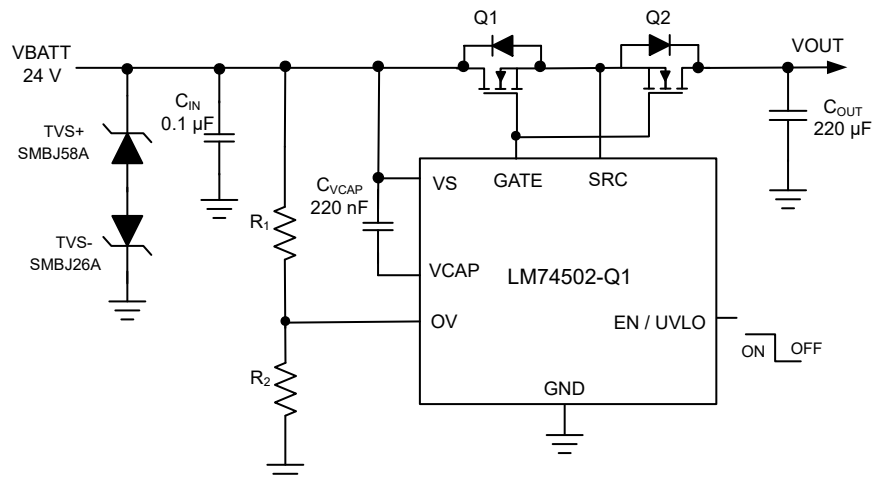 Q1
Q2
VBATT
24 V
VOUT
TVS+
SMBJ58A
CIN
0.1 µF
COUT
220 µF
TVS-
SMBJ26A
R1
CVCAP
220 nF
VS
GATE
SRC
VCAP
LM74502-Q1
OV
EN / UVLO
ON
OFF
R2
GND